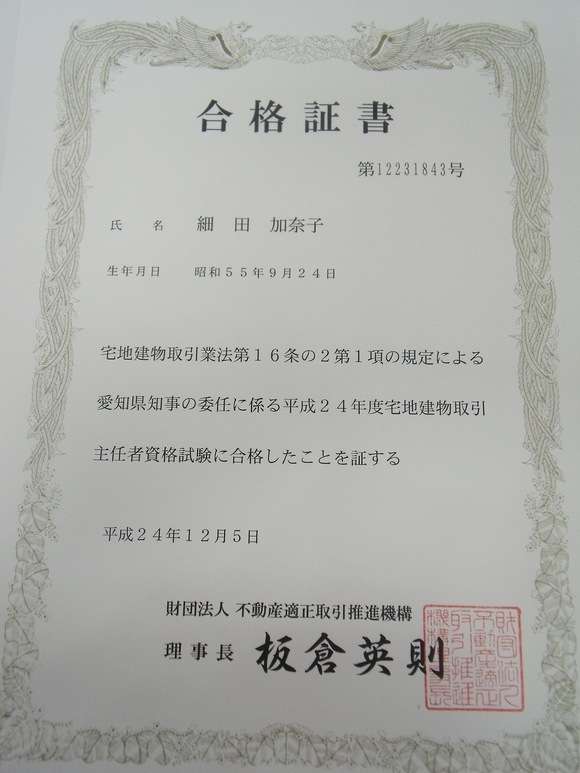 合格証書
第12231843号
氏名 細田 加奈子
生年月日 昭和５５年９月２４日
宅地建物取引業法第１６条の２第１項の規定による
愛知県知事の委任に係る平成２４年度宅地建物取引
主任者資格試験に合格したことを証する
平成２４年１２月５日
財団法人 不動産適正取引推進機構
理事長 板倉英則